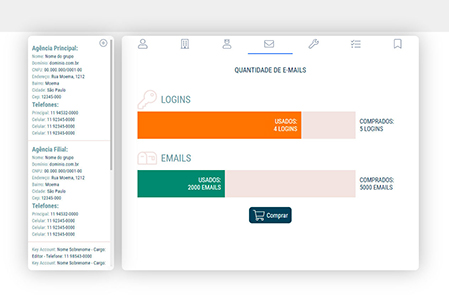 Agência Principal:
Nome: Nome do grupo
Domínio: dominio.com.br
CNPJ: 00.000.000/0001-00
Endereço: Rua Moema, 1212
Bairro: Moema
Cidade: São Paulo
Cep: 12345-000
Telefones:
Principal: 11 94532-0000
Celular: 11 92345-0000
Celular: 11 92345-0000
Celular: 11 92345-0000
Agência Filial:
Nome: Nome do grupo
Domínio: dominio.com.br
CNPJ: 00.000.000/0001-00
Endereço: Rua Moema, 1212
Bairro: Moema
Cidade: São Paulo
Cep: 12345-000
Telefones:
Principal: 11 94532-0000
Celular: 11 92345-0000
Celular: 11 92345-0000
Celular: 11 92345-0000
Key Account: Nome Sobrenome - Cargo:
Editor - Telefone: 11 98543-0000
Key Account: Nome Sobrenome - Cargo:
QUANTIDADE DE E-MAILS
LOGINS
USADOS:
4 LOGINS
COMPRADOS:
5 LOGINS
EMAILS
USADOS:
2000 EMAILS
COMPRADOS:
5000 EMAILS
Comprar